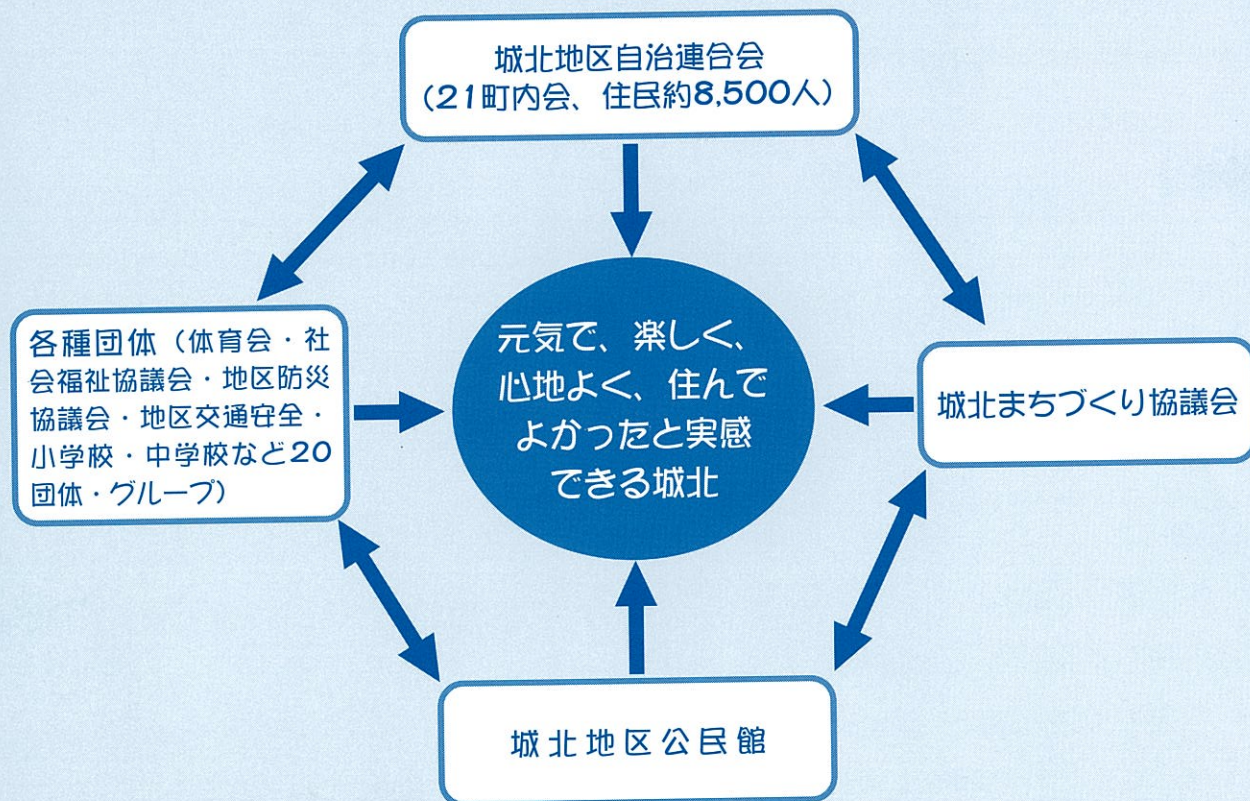 城北地区自治連合会
(21町内会、住民約8,500人)
元気で、楽しく、
心地よく、住んで
よかったと実感
できる城北
各種団体(体育会・社
会福祉協議会・地区防災
協議会・地区交通安全・
小学校・中学校など20
団体・グループ)
城北まちづくり協議会
城北地区公民館